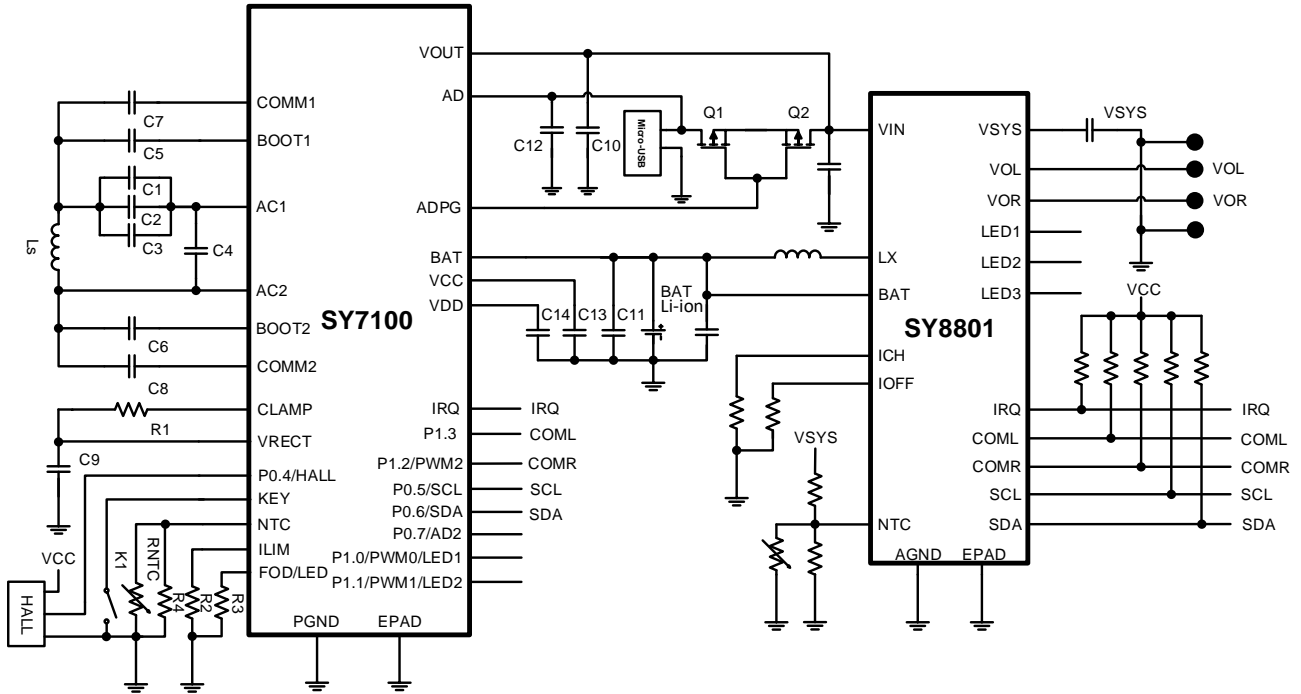 VOUT
AD
ADPG
BAT
VCC
VDD
COMM1
BOOT1
AC1
AC2
BOOT2
COMM2
CLAMP
VRECT
P0.4/HALL
KEY
NTC
ILIM
FOD/LED
SY7100
IRQ
P1.3
P1.2/PWM2
P0.5/SCL
P0.6/SDA
P0.7/AD2
P1.0/PWM0/LED1
P1.1/PWM1/LED2
PGND
EPAD
C7
C5
C1
C2
C3
C4
Ls
C6
C8
R1
C9
VCC
HALL
K1
RNTC
R4
R2
R3
IRQ
COML
COMR
SCL
SDA
C12
C10
Micro-USB
Q1
Q2
C14
C13
C11
BAT
Li-ion
VSYS
VIN
LX
BAT
ICH
IOFF
NTC
SY8801
VSYS
VOL
VOR
LED1
LED2
LED3
IRQ
COML
COMR
SCL
SDA
AGND
EPAD
VSYS
VOL
VOR
VCC
IRQ
COML
COMR
SCL
SDA